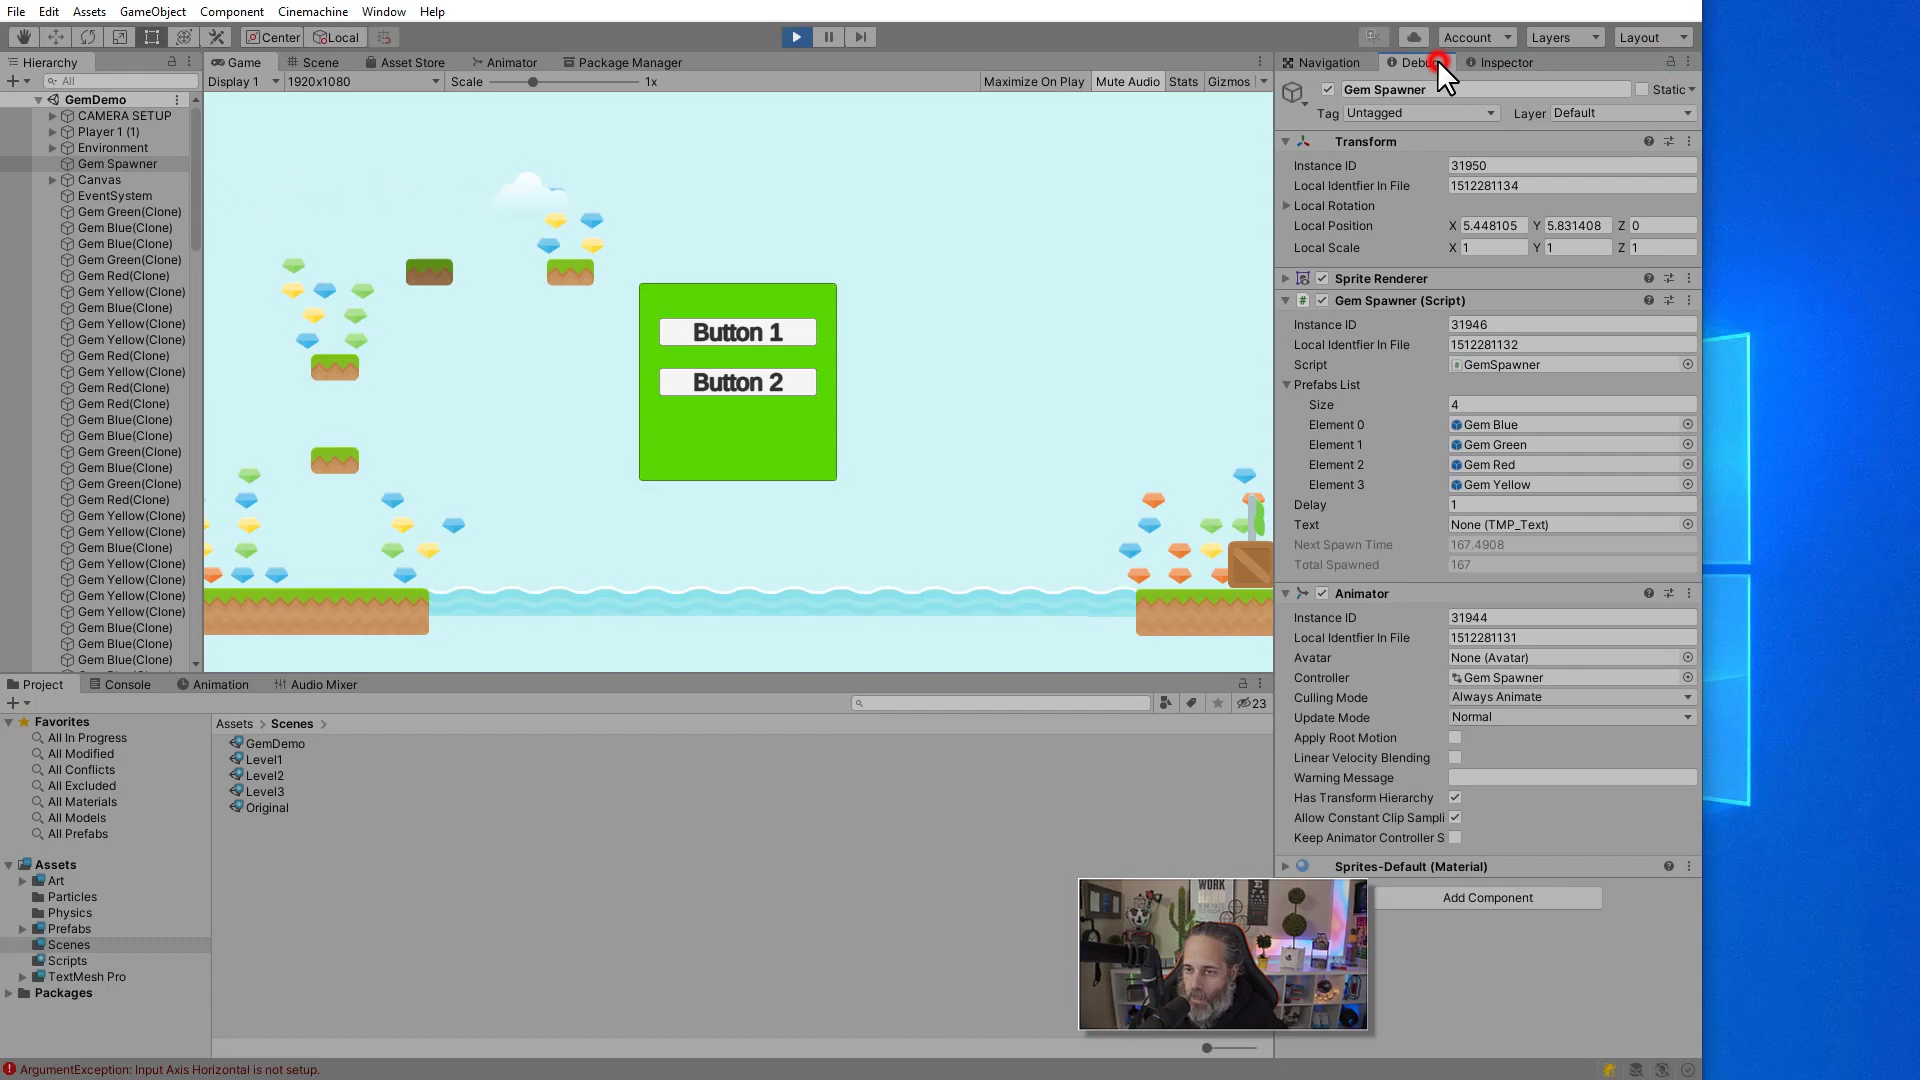 File Edit Assets GameObject Component Cinemachine Window Help
Center Local Account Layers Layout
Hierarchy
All
GemDemo
CAMERA SETUP
Player 1 (1)
Environment
Gem Spawner
Canvas
EventSystem
Gem Green(Clone)
Gem Blue(Clone)
Gem Blue(Clone)
Gem Green(Clone)
Gem Red(Clone)
Gem Yellow(Clone)
Gem Blue(Clone)
Gem Yellow(Clone)
Gem Yellow(Clone)
Gem Red(Clone)
Gem Yellow(Clone)
Gem Red(Clone)
Gem Red(Clone)
Gem Blue(Clone)
Gem Blue(Clone)
Gem Green(Clone)
Gem Blue(Clone)
Gem Green(Clone)
Gem Red(Clone)
Gem Yellow(Clone)
Gem Yellow(Clone)
Gem Blue(Clone)
Gem Yellow(Clone)
Gem Yellow(Clone)
Gem Yellow(Clone)
Gem Yellow(Clone)
Gem Blue(Clone)
Gem Blue(Clone)
Gem Blue(Clone)
Game Scene Asset Store Animator Package Manager
Display 1 1920x1080 Scale 1x Maximize On Play Mute Audio Stats Gizmos
Button 1
Button 2
Navigation Inspector
Gem Spawner Static
Tag Untagged Layer Default
Transform
Instance ID 31950
Local Identfier In File 1512281134
Local Rotation
Local Position X 5.448105 Y 5.831408 Z 0
Local Scale X 1 Y 1 Z 1
Sprite Renderer
Gem Spawner (Script)
Instance ID 31946
Local Identfier In File 1512281132
Script GemSpawner
Prefabs List
Size 4
Element 0 Gem Blue
Element 1 Gem Green
Element 2 Gem Red
Element 3 Gem Yellow
Delay 1
Text None (TMP_Text)
Next Spawn Time 167.4908
Total Spawned 167
Animator
Instance ID 31944
Local Identfier In File 1512281131
Avatar None (Avatar)
Controller Gem Spawner
Culling Mode Always Animate
Update Mode Normal
Apply Root Motion
Linear Velocity Blending
Warning Message
Has Transform Hierarchy
Allow Constant Clip Sampli
Keep Animator Controller S
Sprites-Default (Material)
Add Component
Project Console Animation Audio Mixer
23
Favorites
All In Progress
All Modified
All Conflicts
All Excluded
All Materials
All Models
All Prefabs
Assets
Art
Particles
Physics
Prefabs
Scenes
Scripts
TextMesh Pro
Packages
Assets > Scenes >
GemDemo
Level1
Level2
Level3
Original
WORK
ArgumentException: Input Axis Horizontal is not setup.